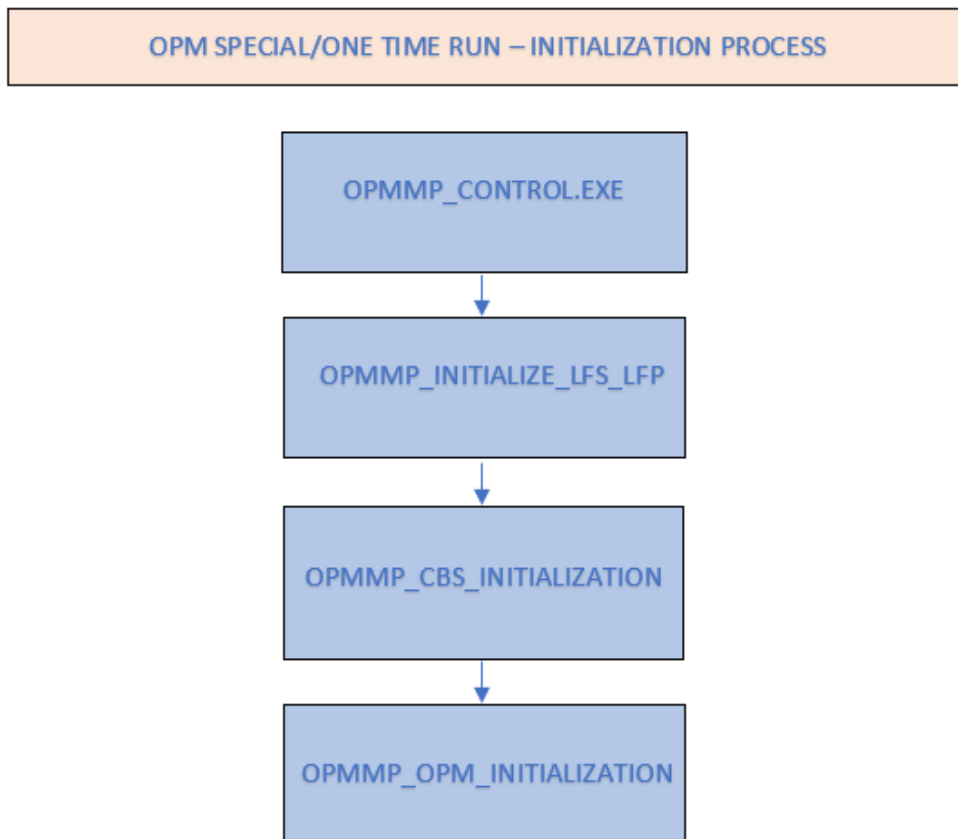 OPM SPECIAL/ONE TIME RUN – INITIALIZATION PROCESS
OPMMP_CONTROL.EXE
OPMMP_INITIALIZE_LFS_LFP
OPMMP_CBS_INITIALIZATION
OPMMP_OPM_INITIALIZATION